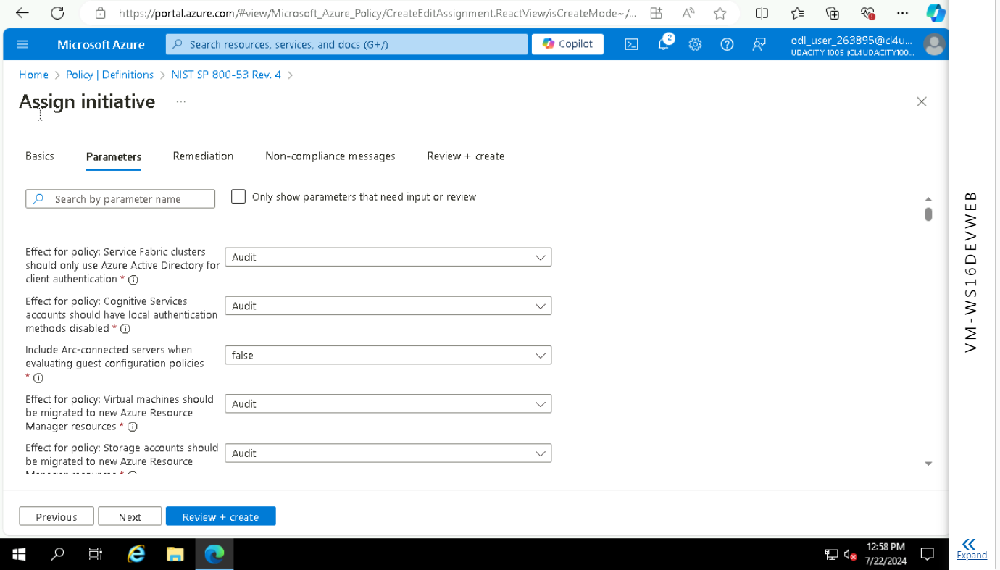 https://portal.azure.com/#view/Microsoft_Azure_Policy/CreateEditAssignment.ReactView/isCreateMode~/...
Microsoft Azure
Search resources, services, and docs (G+/)
Copilot
2
odl_user_263895@cl4u...
UDACITY 1005 (CL4UDACITY100...
Home > Policy | Definitions > NIST SP 800-53 Rev. 4 >
Assign initiative ...
Basics
Parameters
Remediation
Non-compliance messages
Review + create
Search by parameter name
Only show parameters that need input or review
Effect for policy: Service Fabric clusters
should only use Azure Active Directory for
client authentication *
Audit
Effect for policy: Cognitive Services
accounts should have local authentication
methods disabled *
Audit
Include Arc-connected servers when
evaluating guest configuration policies
*
false
Effect for policy: Virtual machines should
be migrated to new Azure Resource
Manager resources *
Audit
Effect for policy: Storage accounts should
be migrated to new Azure Resource
Manager resources *
Audit
Previous
Next
Review + create
12:58 PM
7/22/2024
VM-WS16DEVWEB
Expand